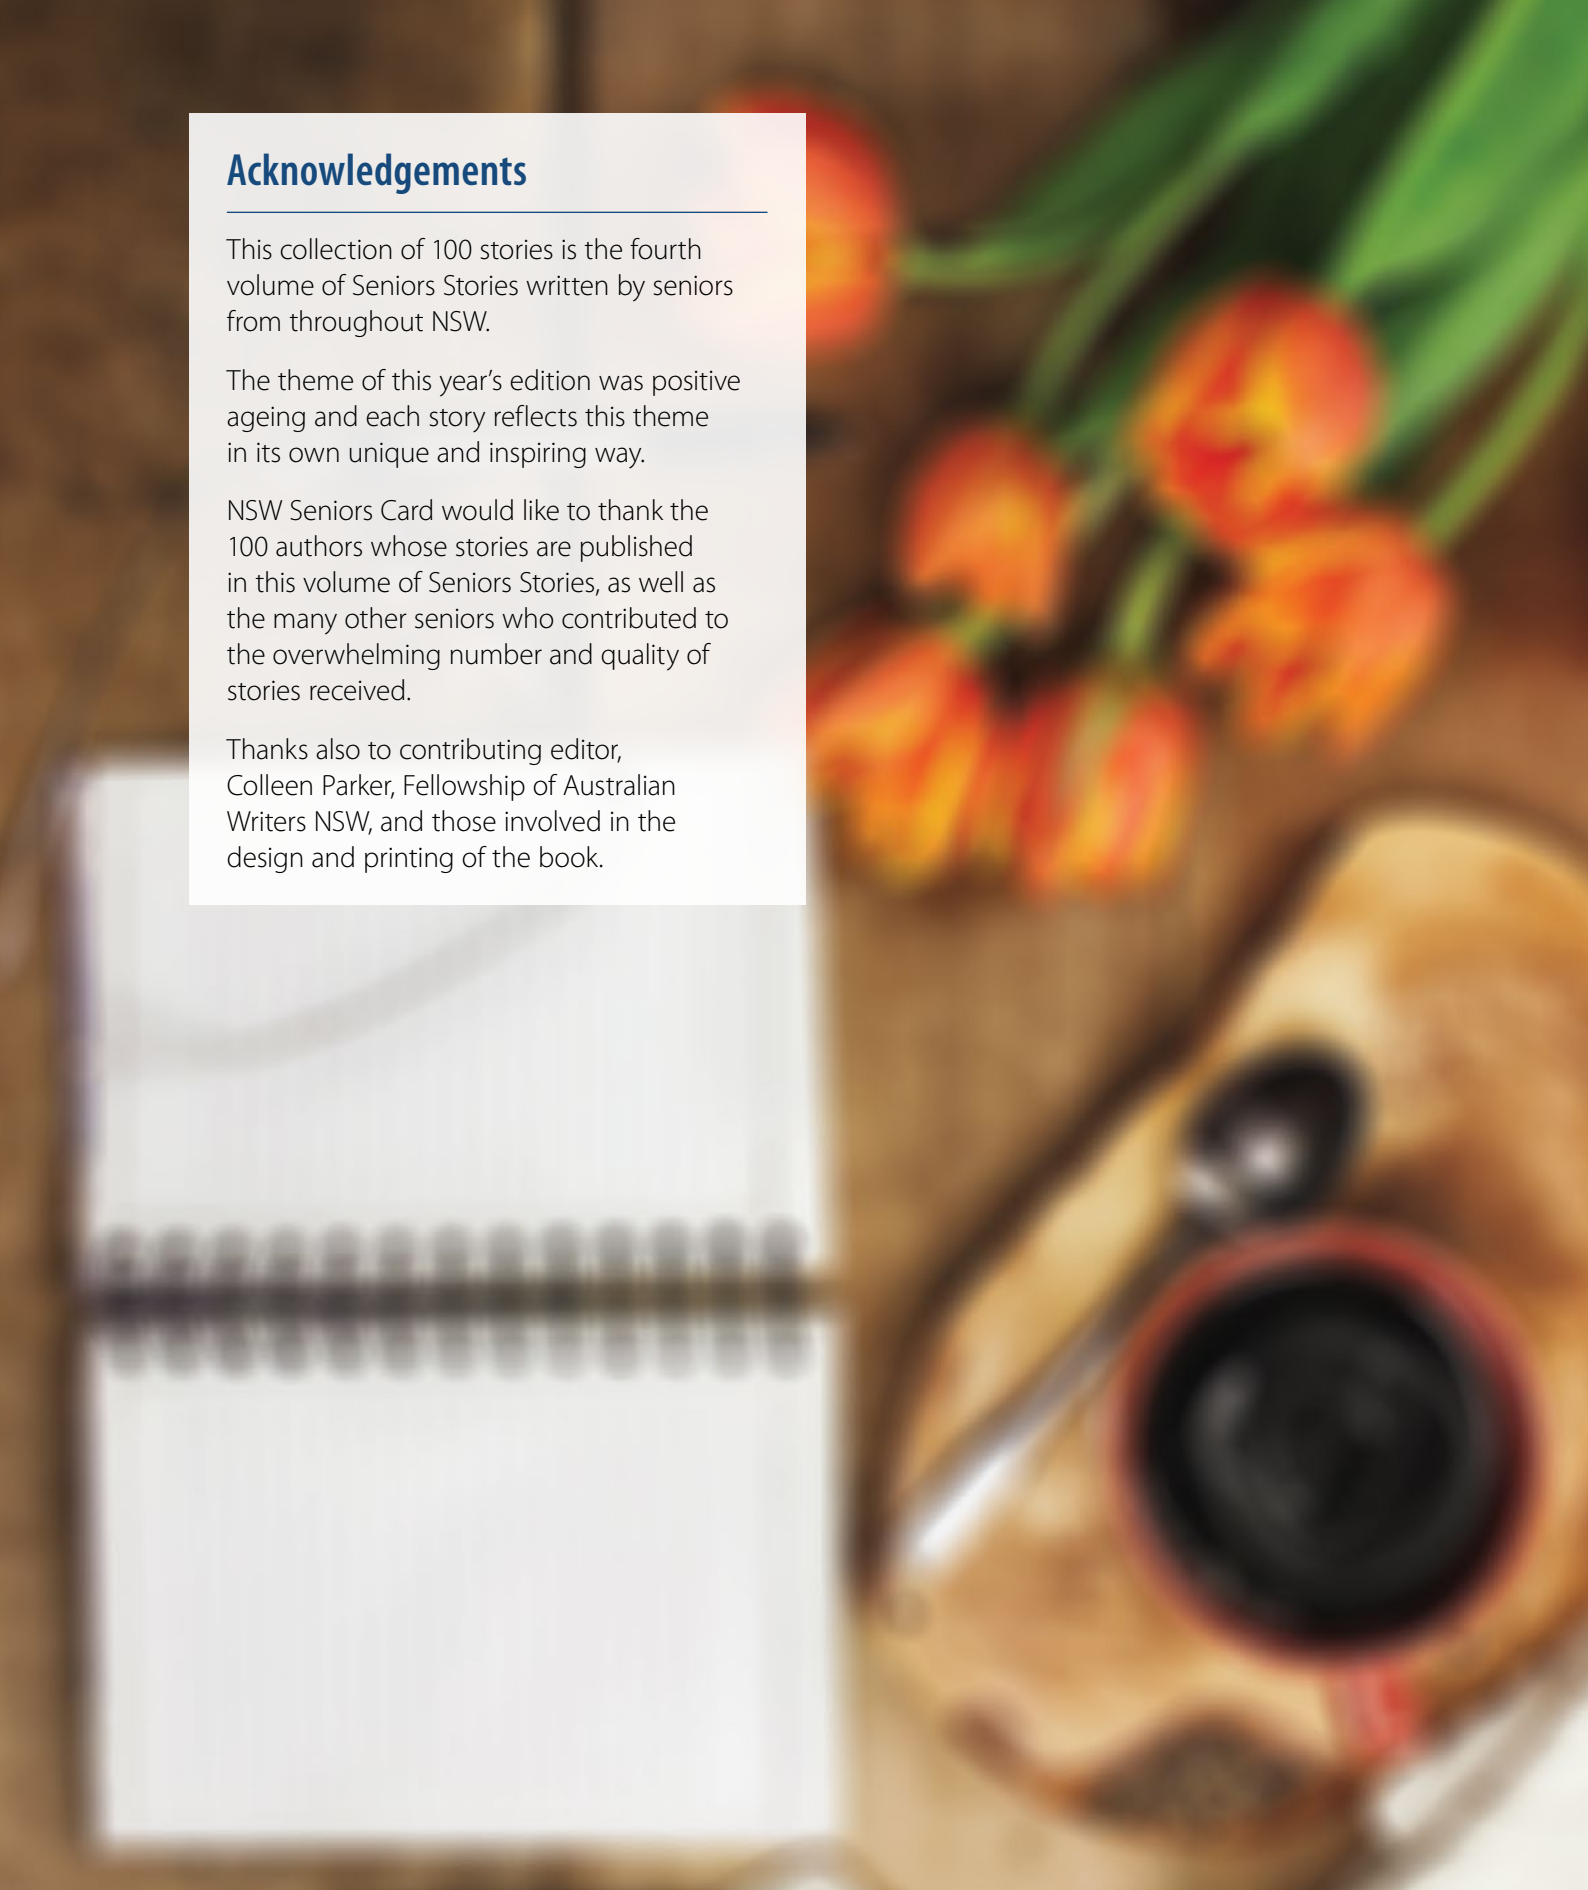 Acknowledgements
This collection of 100 stories is the fourth
volume of Seniors Stories written by seniors
from throughout NSW.
The theme of this year’s edition was positive
ageing and each story reflects this theme
in its own unique and inspiring way.
NSW Seniors Card would like to thank the
100 authors whose stories are published
in this volume of Seniors Stories, as well as
the many other seniors who contributed to
the overwhelming number and quality of
stories received.
Thanks also to contributing editor,
Colleen Parker, Fellowship of Australian
Writers NSW, and those involved in the
design and printing of the book.